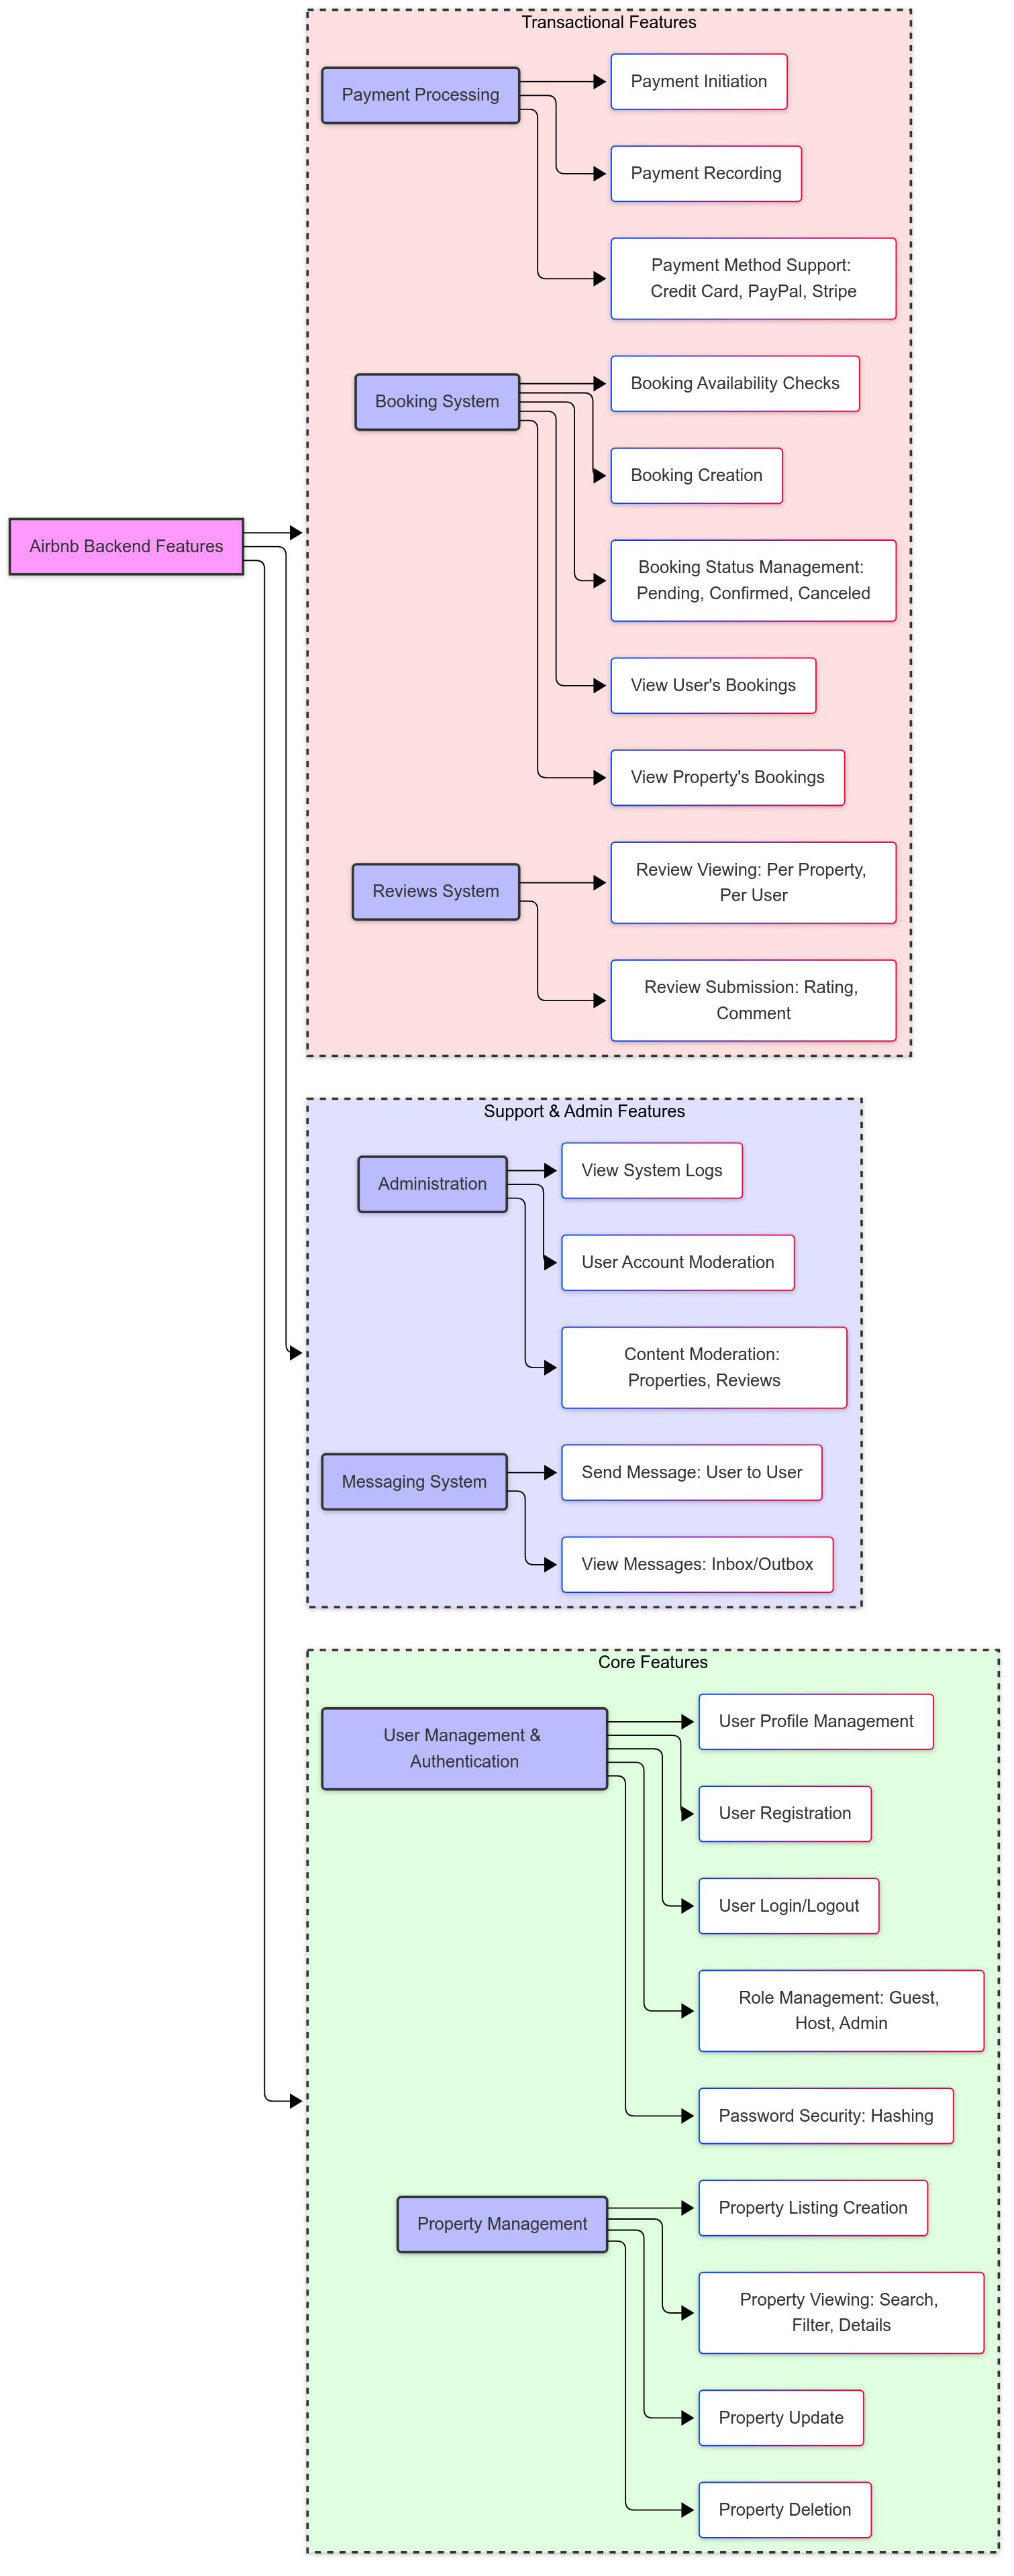 Transactional Features
Payment Processing
Payment Initiation
Payment Recording
Payment Method Support:
Credit Card, PayPal, Stripe
Booking System
Booking Availability Checks
Booking Creation
Airbnb Backend Features
Booking Status Management:
Pending, Confirmed, Canceled
View User's Bookings
View Property's Bookings
Reviews System
Review Viewing: Per Property,
Per User
Review Submission: Rating,
Comment
Support & Admin Features
Administration
View System Logs
User Account Moderation
Content Moderation:
Properties, Reviews
Messaging System
Send Message: User to User
View Messages: Inbox/Outbox
Core Features
User Management &
Authentication
User Profile Management
User Registration
User Login/Logout
Role Management: Guest,
Host, Admin
Password Security: Hashing
Property Management
Property Listing Creation
Property Viewing: Search,
Filter, Details
Property Update
Property Deletion